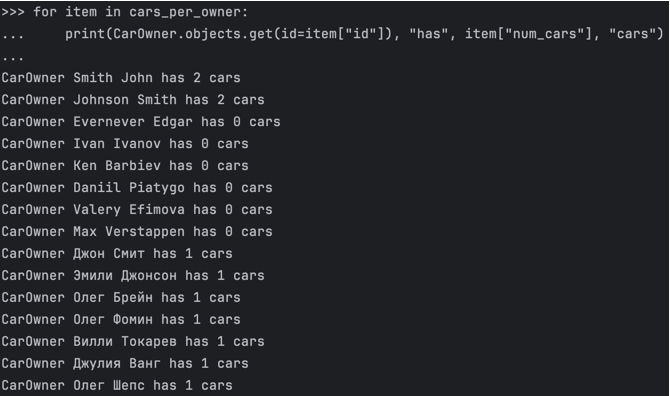 >>> for item in cars_per_owner:
...     print(CarOwner.objects.get(id=item["id"]), "has", item["num_cars"], "cars")
...
CarOwner Smith John has 2 cars
CarOwner Johnson Smith has 2 cars
CarOwner Evernever Edgar has 0 cars
CarOwner Ivan Ivanov has 0 cars
CarOwner Ken Barbiev has 0 cars
CarOwner Daniil Piatygo has 0 cars
CarOwner Valery Efimova has 0 cars
CarOwner Max Verstappen has 0 cars
CarOwner Джон Смит has 1 cars
CarOwner Эмили Джонсон has 1 cars
CarOwner Олег Брейн has 1 cars
CarOwner Олег Фомин has 1 cars
CarOwner Вилли Токарев has 1 cars
CarOwner Джулия Ванг has 1 cars
CarOwner Олег Шепс has 1 cars